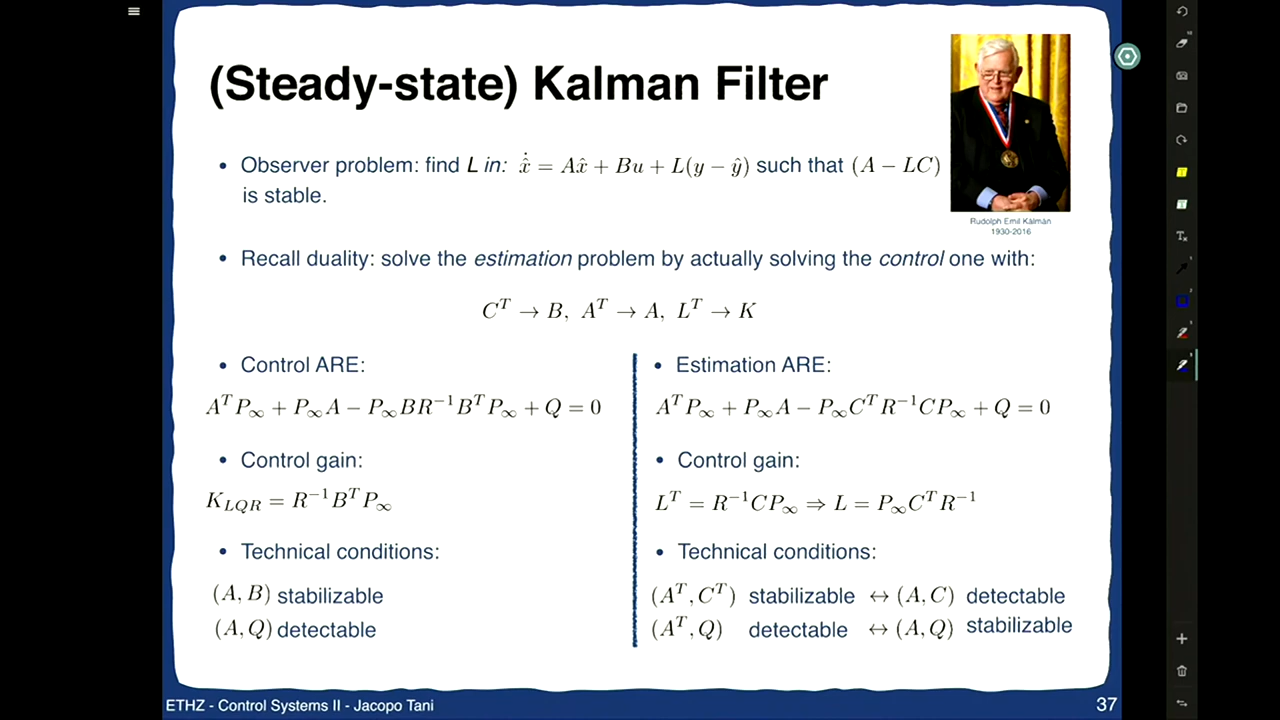 (Steady-state) Kalman Filter
Rudolph Emil Kálmán
1930-2016
• Observer problem: find L in: $\dot{\hat{x}} = A\hat{x} + Bu + L(y - \hat{y})$ such that $(A - LC)$
is stable.
• Recall duality: solve the estimation problem by actually solving the control one with:
$C^T \rightarrow B,\ A^T \rightarrow A,\ L^T \rightarrow K$
• Control ARE:
$A^T P_\infty + P_\infty A - P_\infty B R^{-1} B^T P_\infty + Q = 0$
• Control gain:
$K_{LQR} = R^{-1} B^T P_\infty$
• Technical conditions:
$(A, B)$ stabilizable
$(A, Q)$ detectable
• Estimation ARE:
$A^T P_\infty + P_\infty A - P_\infty C^T R^{-1} C P_\infty + Q = 0$
• Control gain:
$L^T = R^{-1} C P_\infty \Rightarrow L = P_\infty C^T R^{-1}$
• Technical conditions:
$(A^T, C^T)$ stabilizable $\leftrightarrow (A, C)$ detectable
$(A^T, Q)$ detectable $\leftrightarrow (A, Q)$ stabilizable
ETHZ - Control Systems II - Jacopo Tani
37